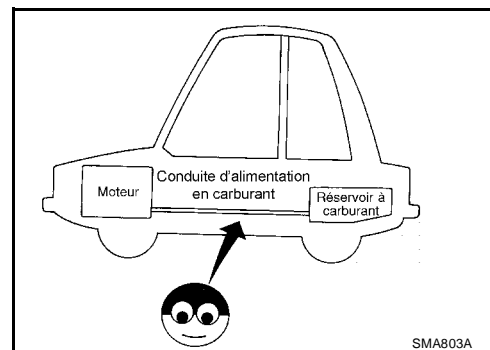 Conduite d'alimentation
en carburant
Moteur
Réservoir à
carburant
SMA803A